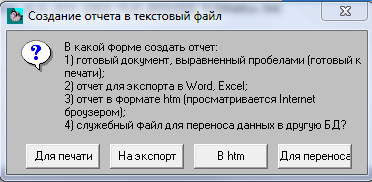 Создание отчета в текстовый файл
В какой форме создать отчет:
1) готовый документ, выравненный пробелами (готовый к
печати);
2) отчет для экспорта в Word, Excel;
3) отчет в формате htm (просматривается Internet
броузером);
4) служебный файл для переноса данных в другую БД?
Для печати
На экспорт
В htm
Для переноса